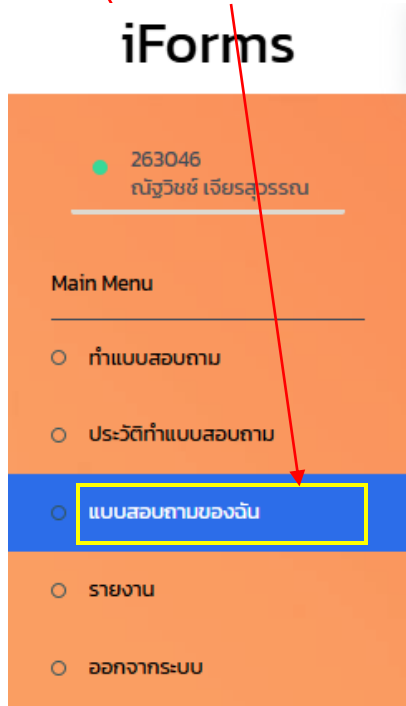 iForms
263046
ณัฐวิชช์ เจียรสุวรรณ
Main Menu
ทำแบบสอบถาม
ประวัติทำแบบสอบถาม
แบบสอบถามของฉัน
รายงาน
ออกจากระบบ